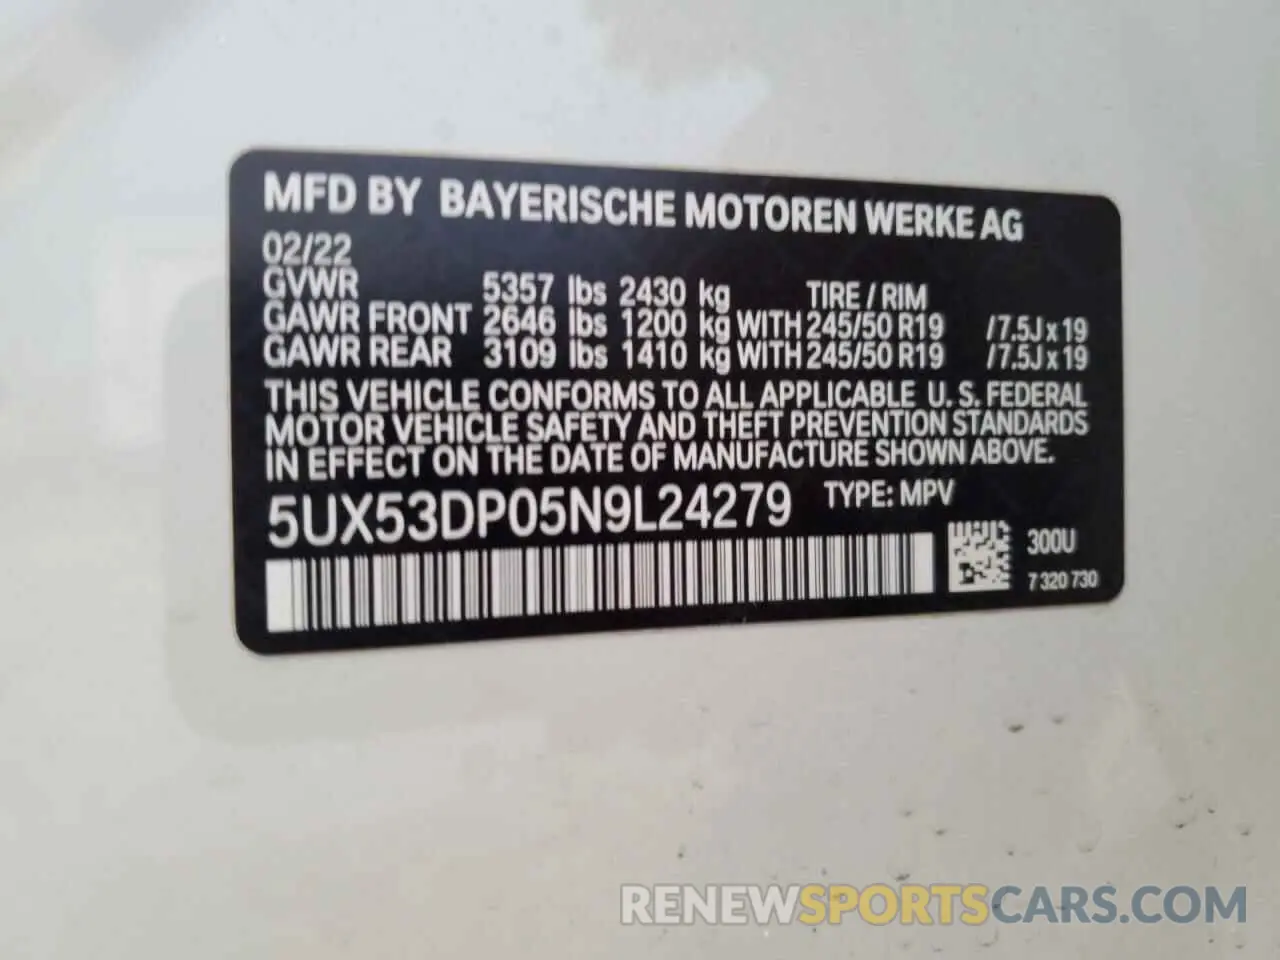 MFD BY BAYERISCHE MOTOREN WERKE AG
02/22
GVWR 5357 lbs 2430 kg TIRE / RIM
GAWR FRONT 2646 lbs 1200 kg WITH 245/50 R19 /7.5J x 19
GAWR REAR 3109 lbs 1410 kg WITH 245/50 R19 /7.5J x 19
THIS VEHICLE CONFORMS TO ALL APPLICABLE U. S. FEDERAL
MOTOR VEHICLE SAFETY AND THEFT PREVENTION STANDARDS
IN EFFECT ON THE DATE OF MANUFACTURE SHOWN ABOVE.
5UX53DP05N9L24279 TYPE: MPV
300U
7 320 730
RENEWSPORTSCARS.COM